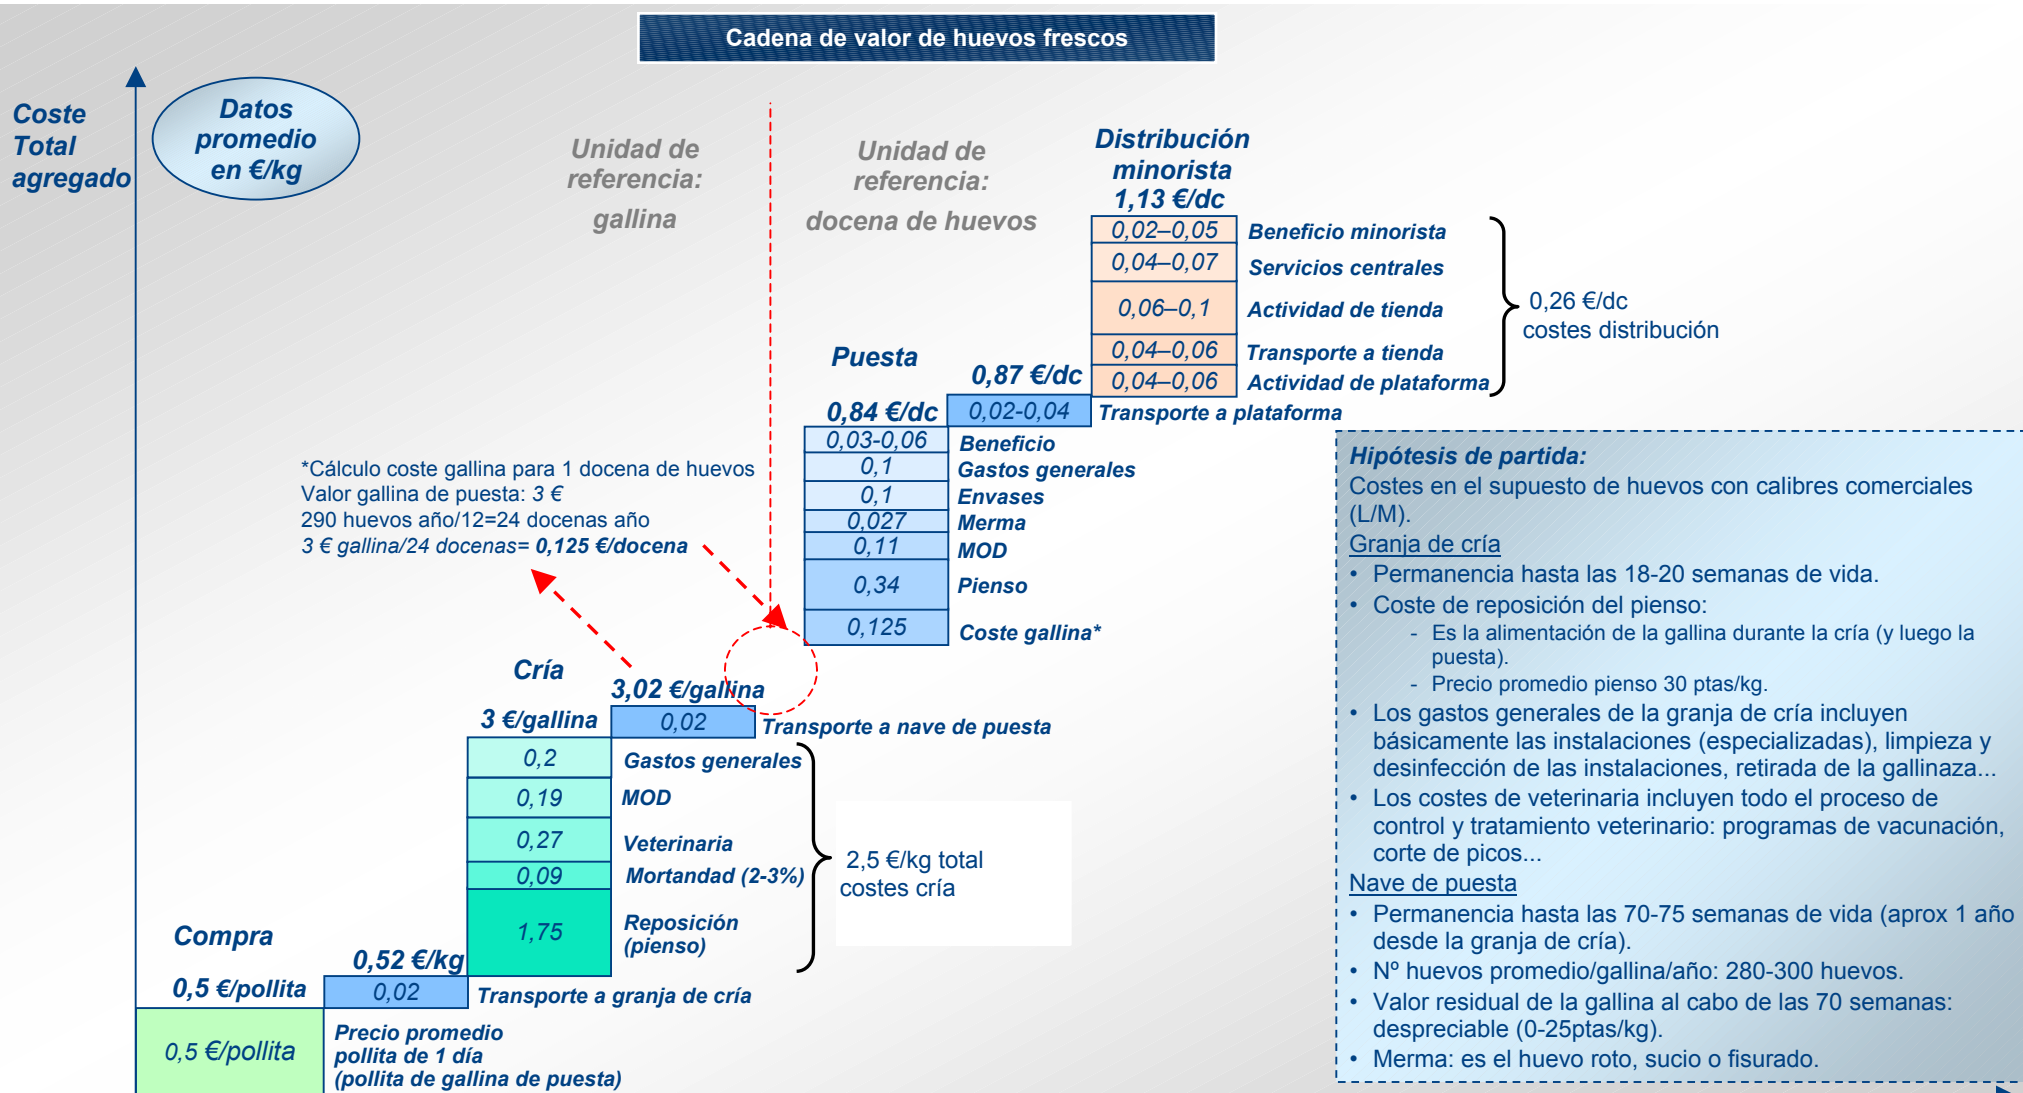 Cadena de valor de huevos frescos
Coste
Total
agregado
Datos
promedio
en €/kg
Unidad de
referencia:
gallina
Unidad de
referencia:
docena de huevos
Distribución
minorista
1,13 €/dc
0,02–0,05 Beneficio minorista
0,04–0,07 Servicios centrales
0,06–0,1 Actividad de tienda
0,04–0,06 Transporte a tienda
0,04–0,06 Actividad de plataforma
0,26 €/dc
costes distribución
0,87 €/dc
0,02-0,04 Transporte a plataforma
Puesta
0,84 €/dc
0,03-0,06 Beneficio
0,1 Gastos generales
0,1 Envases
0,027 Merma
0,11 MOD
0,34 Pienso
0,125 Coste gallina*
*Cálculo coste gallina para 1 docena de huevos
Valor gallina de puesta: 3 €
290 huevos año/12=24 docenas año
3 € gallina/24 docenas= 0,125 €/docena
Cría
3,02 €/gallina
0,02 Transporte a nave de puesta
3 €/gallina
0,2 Gastos generales
0,19 MOD
0,27 Veterinaria
0,09 Mortandad (2-3%)
1,75 Reposición
(pienso)
2,5 €/kg total
costes cría
Compra
0,52 €/kg
0,02 Transporte a granja de cría
0,5 €/pollita
0,5 €/pollita
Precio promedio
pollita de 1 día
(pollita de gallina de puesta)
Hipótesis de partida:
Costes en el supuesto de huevos con calibres comerciales
(L/M).
Granja de cría
• Permanencia hasta las 18-20 semanas de vida.
• Coste de reposición del pienso:
- Es la alimentación de la gallina durante la cría (y luego la
puesta).
- Precio promedio pienso 30 ptas/kg.
• Los gastos generales de la granja de cría incluyen
básicamente las instalaciones (especializadas), limpieza y
desinfección de las instalaciones, retirada de la gallinaza...
• Los costes de veterinaria incluyen todo el proceso de
control y tratamiento veterinario: programas de vacunación,
corte de picos...
Nave de puesta
• Permanencia hasta las 70-75 semanas de vida (aprox 1 año
desde la granja de cría).
• Nº huevos promedio/gallina/año: 280-300 huevos.
• Valor residual de la gallina al cabo de las 70 semanas:
despreciable (0-25ptas/kg).
• Merma: es el huevo roto, sucio o fisurado.